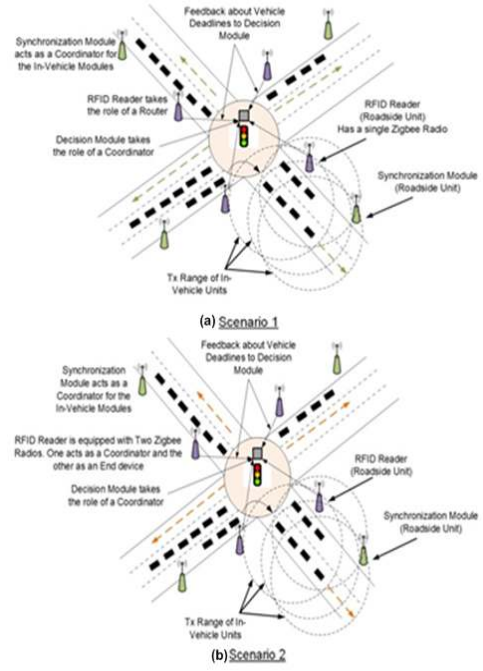 Feedback about Vehicle
Deadlines to Decision
Module
Synchronization Module
acts as a Coordinator for
the In-Vehicle Modules
RFID Reader takes
the role of a Router
Decision Module takes
the role of a Coordinator
RFID Reader
(Roadside Unit)
Has a single Zigbee Radio
Synchronization Module
(Roadside Unit)
Tx Range of In-
Vehicle Units
(a) Scenario 1
Feedback about Vehicle
Deadlines to Decision
Module
Synchronization
Module acts as a
Coordinator for the
In-Vehicle Modules
RFID Reader is equipped with Two Zigbee
Radios. One acts as a Coordinator and the
other as an End device
Decision Module takes
the role of a Coordinator
RFID Reader
(Roadside Unit)
Synchronization Module
(Roadside Unit)
Tx Range of In-
Vehicle Units
(b) Scenario 2